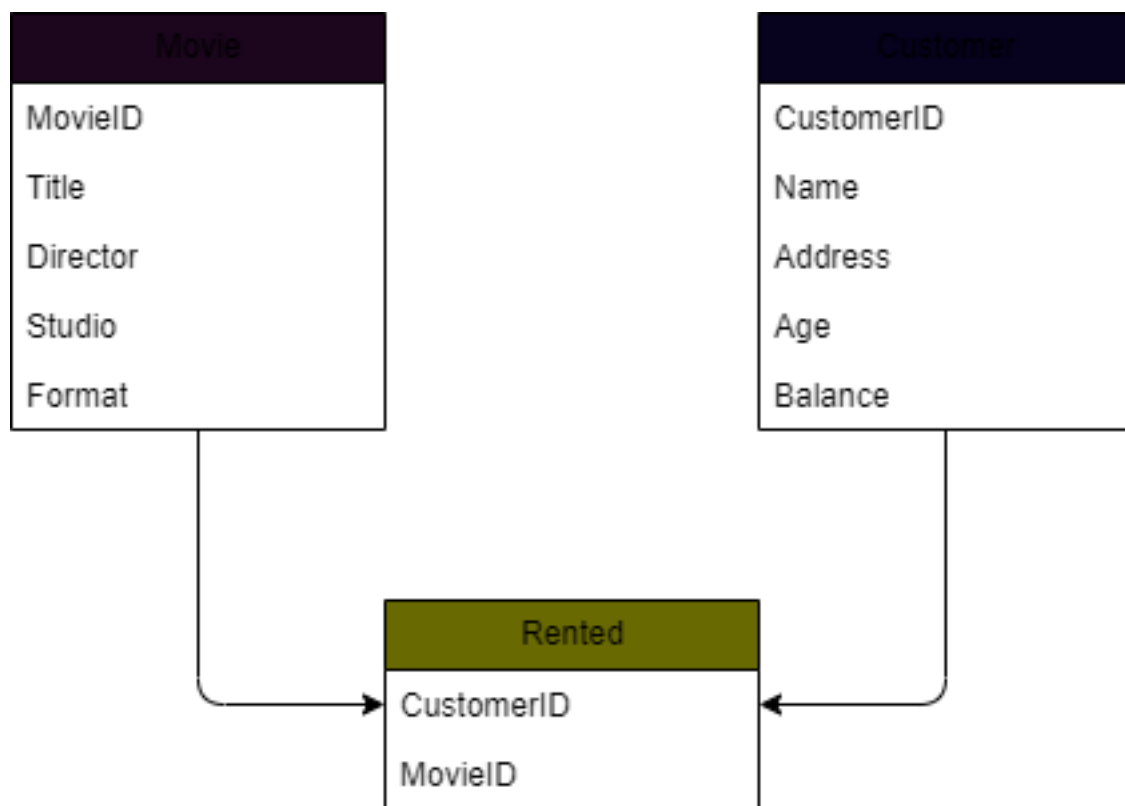 Movie
MovieID
Title
Director
Studio
Format
Customer
CustomerID
Name
Address
Age
Balance
Rented
CustomerID
MovieID